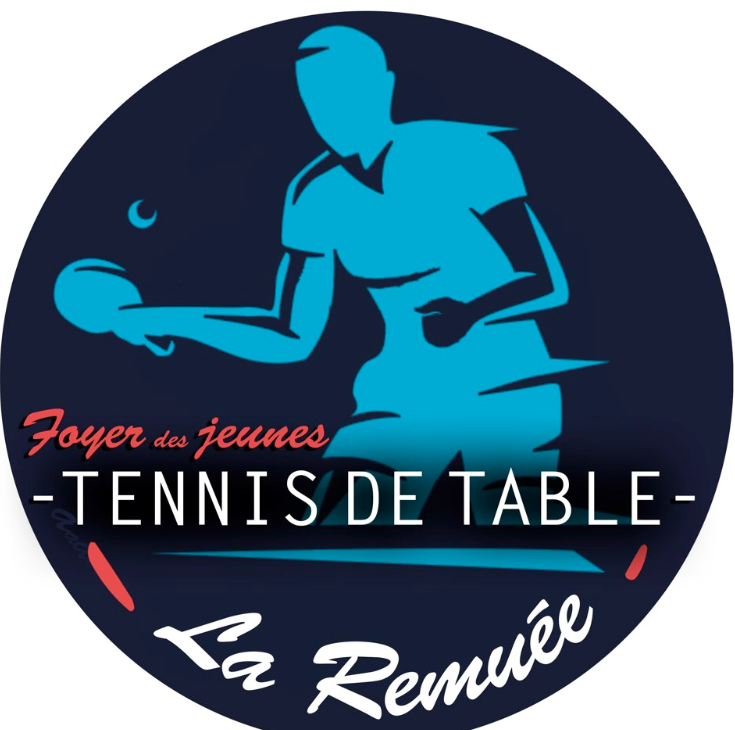 Foyer des jeunes
-TENNIS DE TABLE-
La Remuée